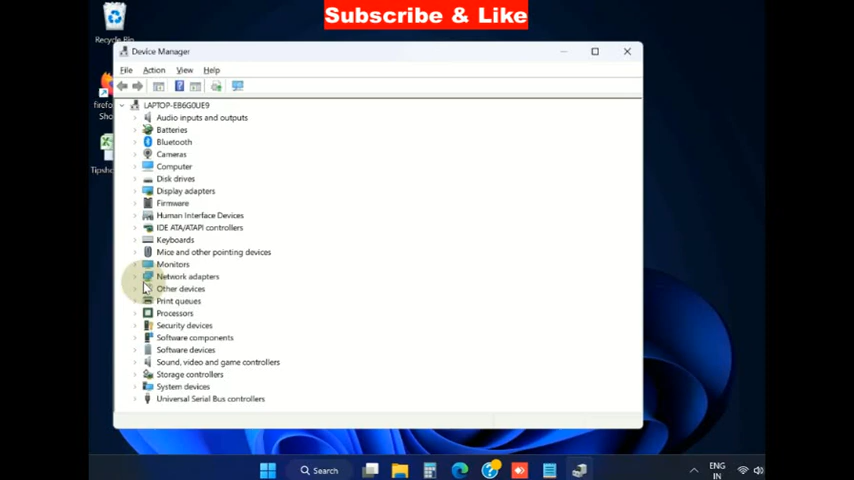 Subscribe & Like
Recycle Bin
Device Manager
File Action View Help
firefo
Sho
Tipsho
LAPTOP-EB6G0UE9
Audio inputs and outputs
Batteries
Bluetooth
Cameras
Computer
Disk drives
Display adapters
Firmware
Human Interface Devices
IDE ATA/ATAPI controllers
Keyboards
Mice and other pointing devices
Monitors
Network adapters
Other devices
Print queues
Processors
Security devices
Software components
Software devices
Sound, video and game controllers
Storage controllers
System devices
Universal Serial Bus controllers
Search
ENG
IN